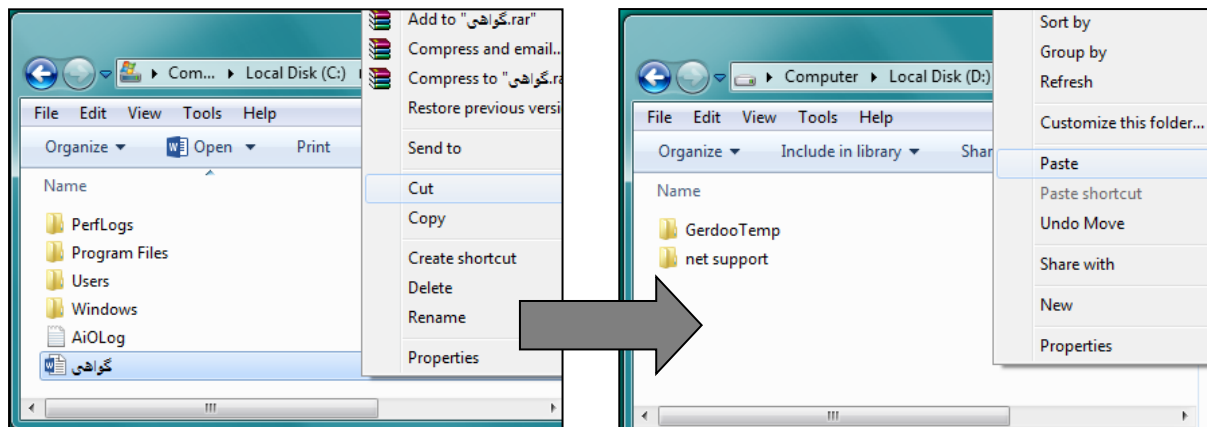 Com... Local Disk (C:)
File Edit View Tools Help
Organize Open Print
Name
PerfLogs
Program Files
Users
Windows
AiOLog
گواهی
Add to "گواهی.rar"
Compress and email..
Compress to "گواهی.ra
Restore previous versi
Send to
Cut
Copy
Create shortcut
Delete
Rename
Properties
Computer Local Disk (D:)
File Edit View Tools Help
Organize Include in library Shar
Name
GerdooTemp
net support
Sort by
Group by
Refresh
Customize this folder...
Paste
Paste shortcut
Undo Move
Share with
New
Properties